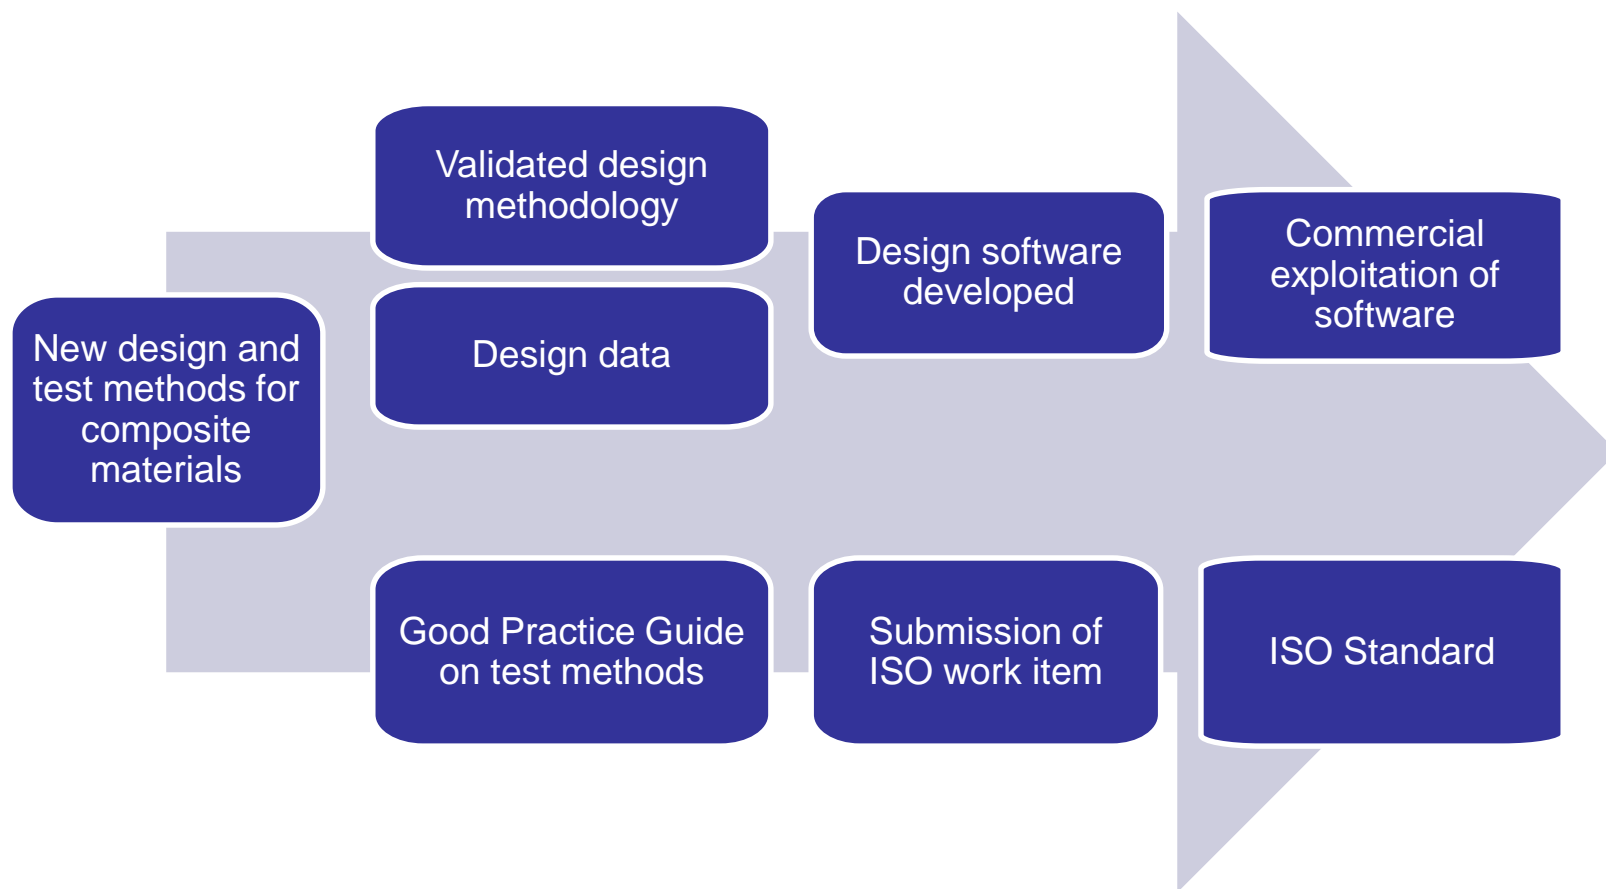 New design and
test methods for
composite
materials
Validated design
methodology
Design data
Good Practice Guide
on test methods
Design software
developed
Submission of
ISO work item
Commercial
exploitation of
software
ISO Standard